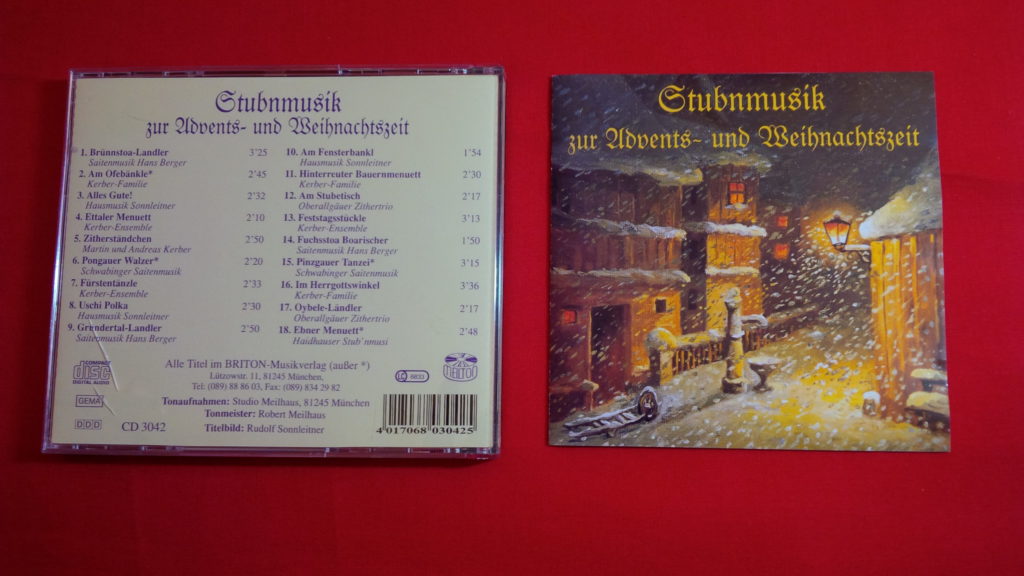 Stubnmusik
zur Advents- und Weihnachtszeit
1. Brünnstoa-Landler 3'25
Saitenmusik Hans Berger
2. Am Ofebänkle* 2'45
Kerber-Familie
3. Alles Gute! 2'32
Hausmusik Sonnleitner
4. Ettaler Menuett 2'10
Kerber-Ensemble
5. Zitherständchen 2'50
Martin und Andreas Kerber
6. Pongauer Walzer* 2'20
Schwabinger Saitenmusik
7. Fürstentänzle 2'33
Kerber-Ensemble
8. Uschi Polka 2'30
Hausmusik Sonnleitner
9. Gründertal-Landler 2'50
Saitenmusik Hans Berger
10. Am Fensterbankl 1'54
Hausmusik Sonnleitner
11. Hinterreuter Bauernmenuett 2'30
Kerber-Familie
12. Am Stubetisch 2'17
Oberallgäuer Zithertrio
13. Feststagsstückle 3'13
Kerber-Ensemble
14. Fuchsstoa Boarischer 1'50
Saitenmusik Hans Berger
15. Pinzgauer Tanzei* 3'15
Schwabinger Saitenmusik
16. Im Herrgottswinkel 3'36
Kerber-Familie
17. Oybele-Ländler 2'17
Oberallgäuer Zithertrio
18. Ebner Menuett* 2'48
Haidhauser Stub'nmusi
Alle Titel im BRITON-Musikverlag (außer *)
Lützowstr. 11, 81245 München,
Tel: (089) 88 86 03, Fax: (089) 834 29 82
Tonaufnahmen: Studio Meilhaus, 81245 München
Tonmeister: Robert Meilhaus
Titelbild: Rudolf Sonnleitner
COMPACT
disc
DIGITAL AUDIO
GEMA
DDD
CD 3042
LC 8833
BRITON
4 017068 030425
Stubnmusik
zur Advents- und Weihnachtszeit